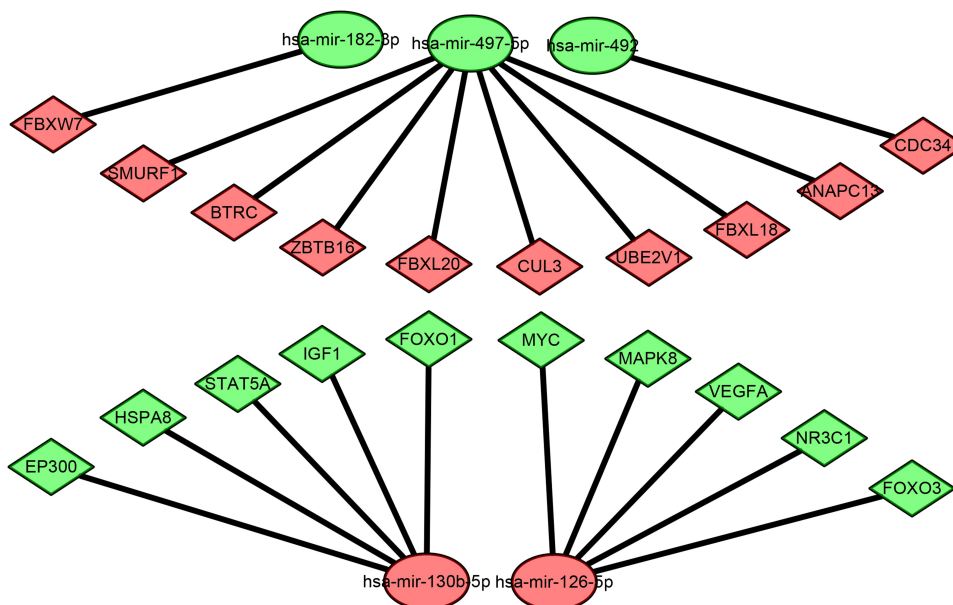 hsa-mir-182-3p
hsa-mir-497-5p
hsa-mir-492
FBXW7
CDC34
SMURF1
ANAPC13
BTRC
FBXL18
ZBTB16
UBE2V1
FBXL20
CUL3
FOXO1
MYC
IGF1
MAPK8
STAT5A
VEGFA
HSPA8
NR3C1
EP300
FOXO3
hsa-mir-130b-5p
hsa-mir-126-5p